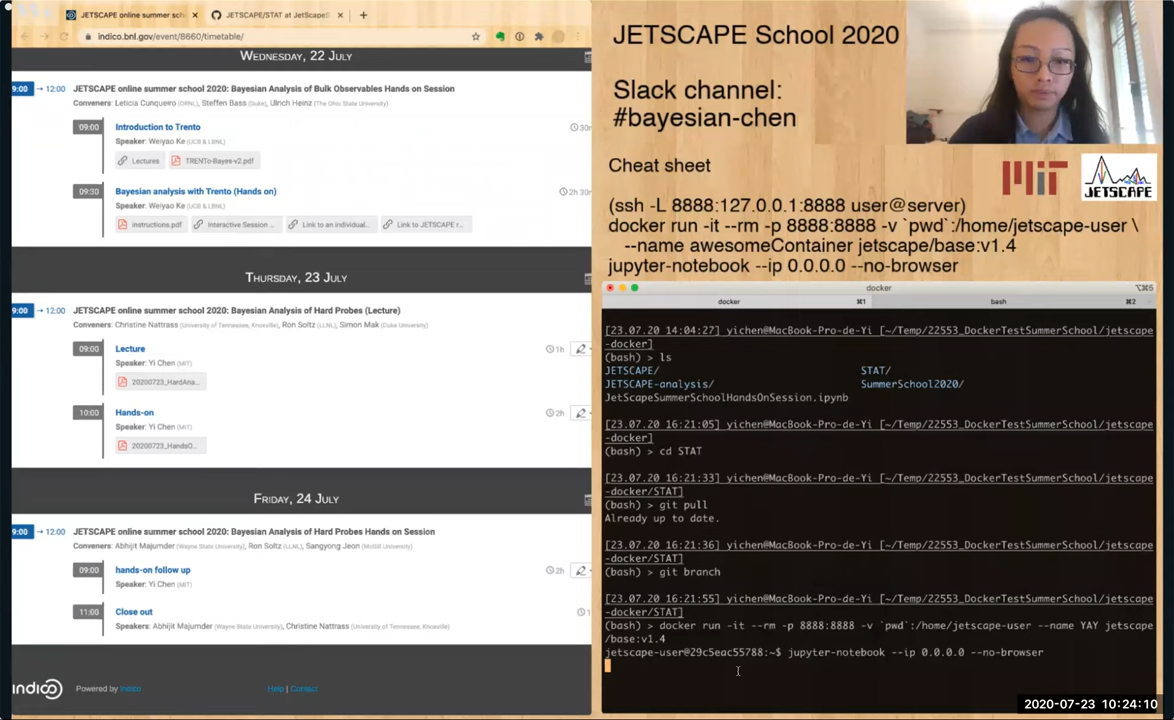 JETSCAPE online summer sch
JETSCAPE/STAT at JetScapeS
indico.bnl.gov/event/8660/timetable/
WEDNESDAY, 22 JULY
9:00 → 12:00 JETSCAPE online summer school 2020: Bayesian Analysis of Bulk Observables Hands on Session
Conveners: Leticia Cunqueiro (ORNL), Steffen Bass (Duke), Ulrich Heinz (The Ohio State University)
09:00 Introduction to Trento
Speaker: Weiyao Ke (UCB & LBNL)
Lectures TRENTo-Bayes-v2.pdf
09:30 Bayesian analysis with Trento (Hands on) 2h 30
Speaker: Weiyao Ke (UCB & LBNL)
instructions.pdf Interactive Session ... Link to an individual... Link to JETSCAPE r...
THURSDAY, 23 JULY
9:00 → 12:00 JETSCAPE online summer school 2020: Bayesian Analysis of Hard Probes (Lecture)
Conveners: Christine Nattrass (University of Tennessee, Knoxville), Ron Soltz (LLNL), Simon Mak (Duke University)
09:00 Lecture 1h
Speaker: Yi Chen (MIT)
20200723_HardAna...
10:00 Hands-on 2h
Speaker: Yi Chen (MIT)
20200723_HandsO...
FRIDAY, 24 JULY
9:00 → 12:00 JETSCAPE online summer school 2020: Bayesian Analysis of Hard Probes Hands on Session
Conveners: Abhijit Majumder (Wayne State University), Ron Soltz (LLNL), Sangyong Jeon (McGill University)
09:00 hands-on follow up 2h
Speaker: Yi Chen (MIT)
11:00 Close out
Speakers: Abhijit Majumder (Wayne State University), Christine Nattrass (University of Tennessee, Knoxville)
indico Powered by Indico Help | Contact
JETSCAPE School 2020
Slack channel:
#bayesian-chen
Cheat sheet
MIT
JETSCAPE
(ssh -L 8888:127.0.0.1:8888 user@server)
docker run -it --rm -p 8888:8888 -v `pwd`:/home/jetscape-user \
--name awesomeContainer jetscape/base:v1.4
jupyter-notebook --ip 0.0.0.0 --no-browser
docker ⌥⌘5
docker ⌘1 bash ⌘2
[23.07.20 14:04:27] yichen@MacBook-Pro-de-Yi [~/Temp/22553_DockerTestSummerSchool/jetscape
-docker]
(bash) > ls
JETSCAPE/ STAT/
JETSCAPE-analysis/ SummerSchool2020/
JetScapeSummerSchoolHandsOnSession.ipynb
[23.07.20 16:21:05] yichen@MacBook-Pro-de-Yi [~/Temp/22553_DockerTestSummerSchool/jetscape
-docker]
(bash) > cd STAT
[23.07.20 16:21:33] yichen@MacBook-Pro-de-Yi [~/Temp/22553_DockerTestSummerSchool/jetscape
-docker/STAT]
(bash) > git pull
Already up to date.
[23.07.20 16:21:36] yichen@MacBook-Pro-de-Yi [~/Temp/22553_DockerTestSummerSchool/jetscape
-docker/STAT]
(bash) > git branch
[23.07.20 16:21:55] yichen@MacBook-Pro-de-Yi [~/Temp/22553_DockerTestSummerSchool/jetscape
-docker/STAT]
(bash) > docker run -it --rm -p 8888:8888 -v `pwd`:/home/jetscape-user --name YAY jetscape
/base:v1.4
jetscape-user@29c5eac55788:~$ jupyter-notebook --ip 0.0.0.0 --no-browser
2020-07-23 10:24:10